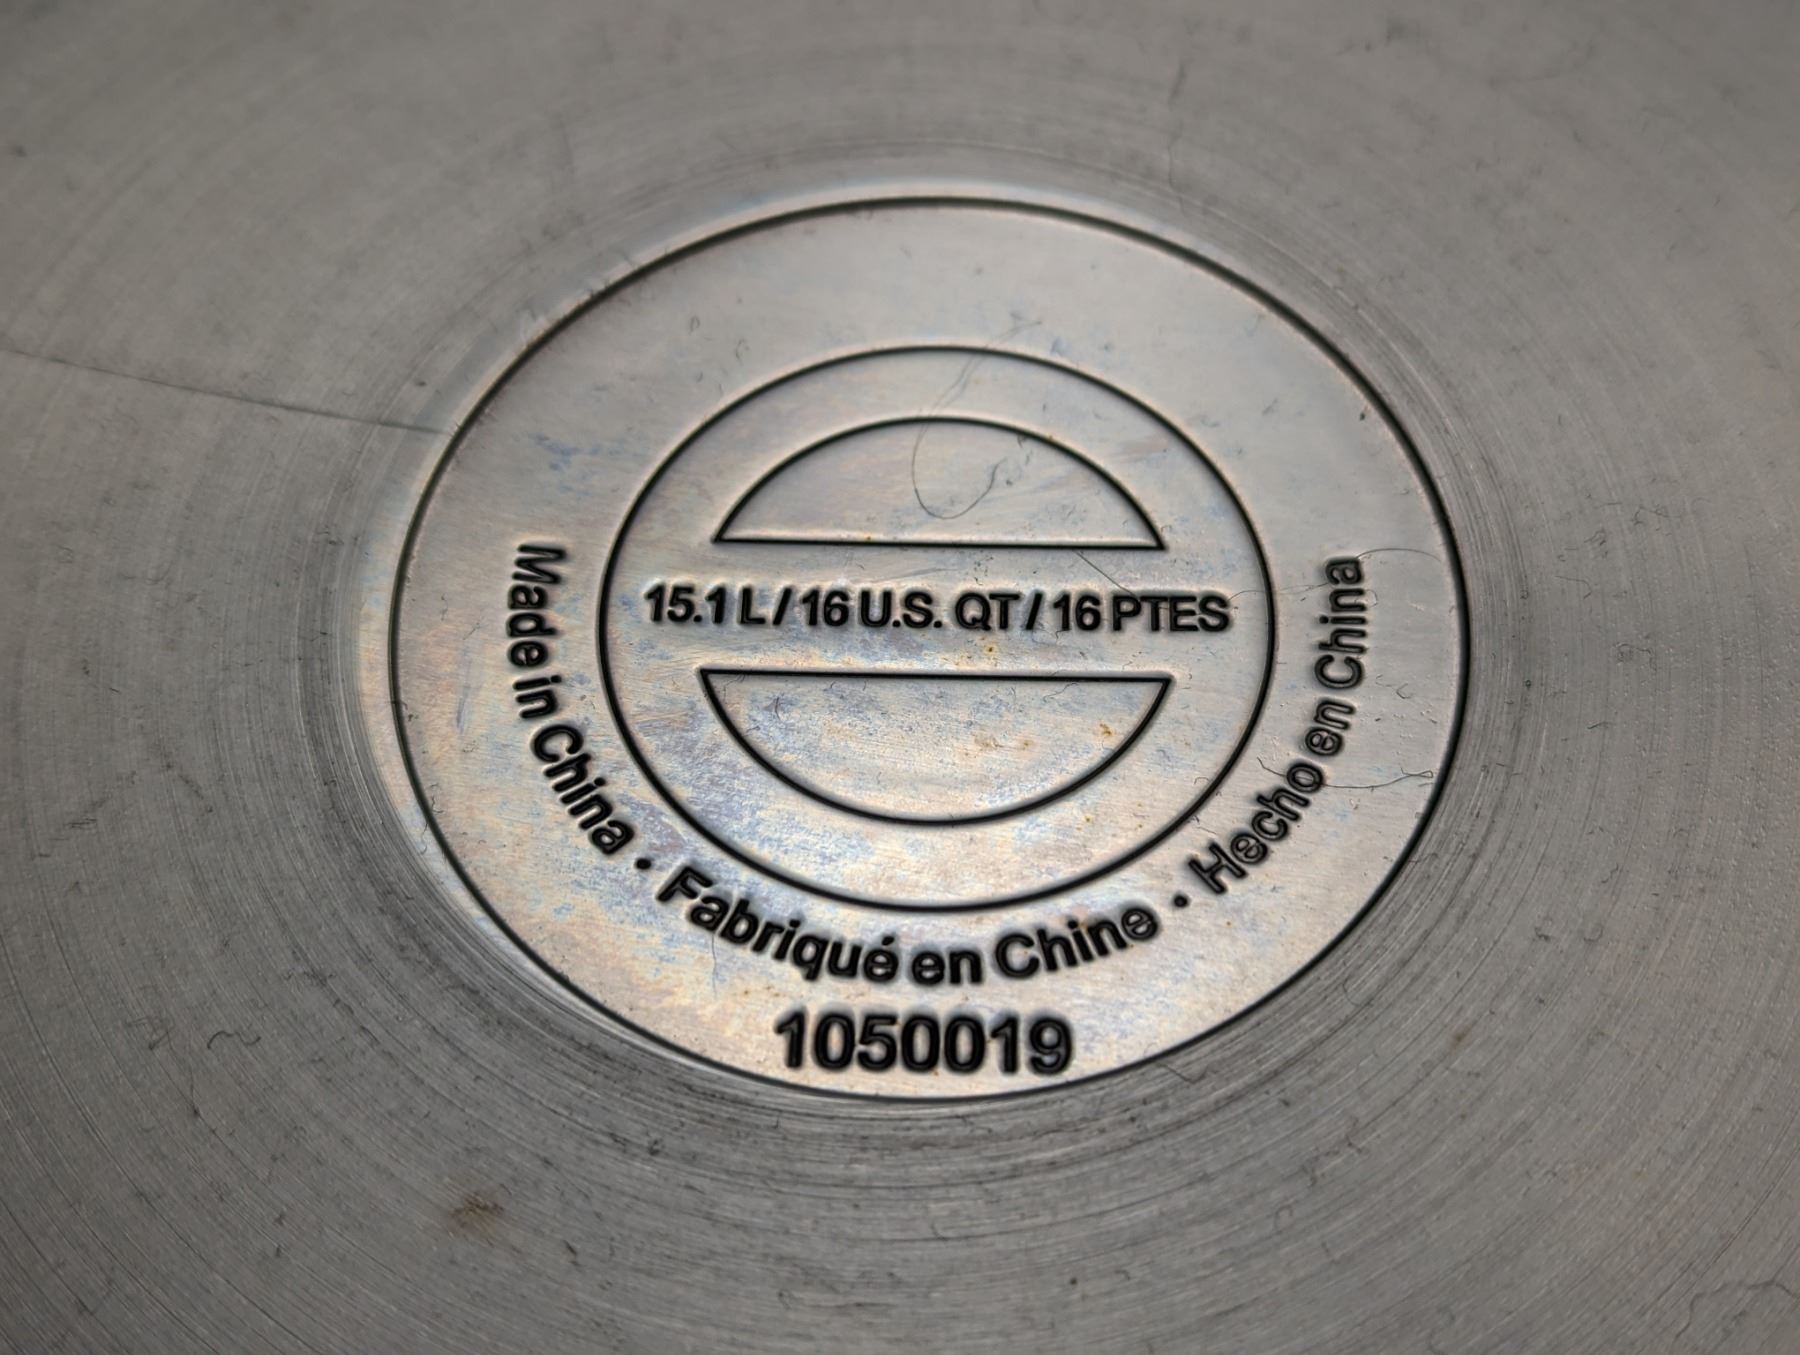 15.1 L / 16 U.S. QT / 16 PTES
Made in China · Fabriqué en Chine · Hecho en China
1050019